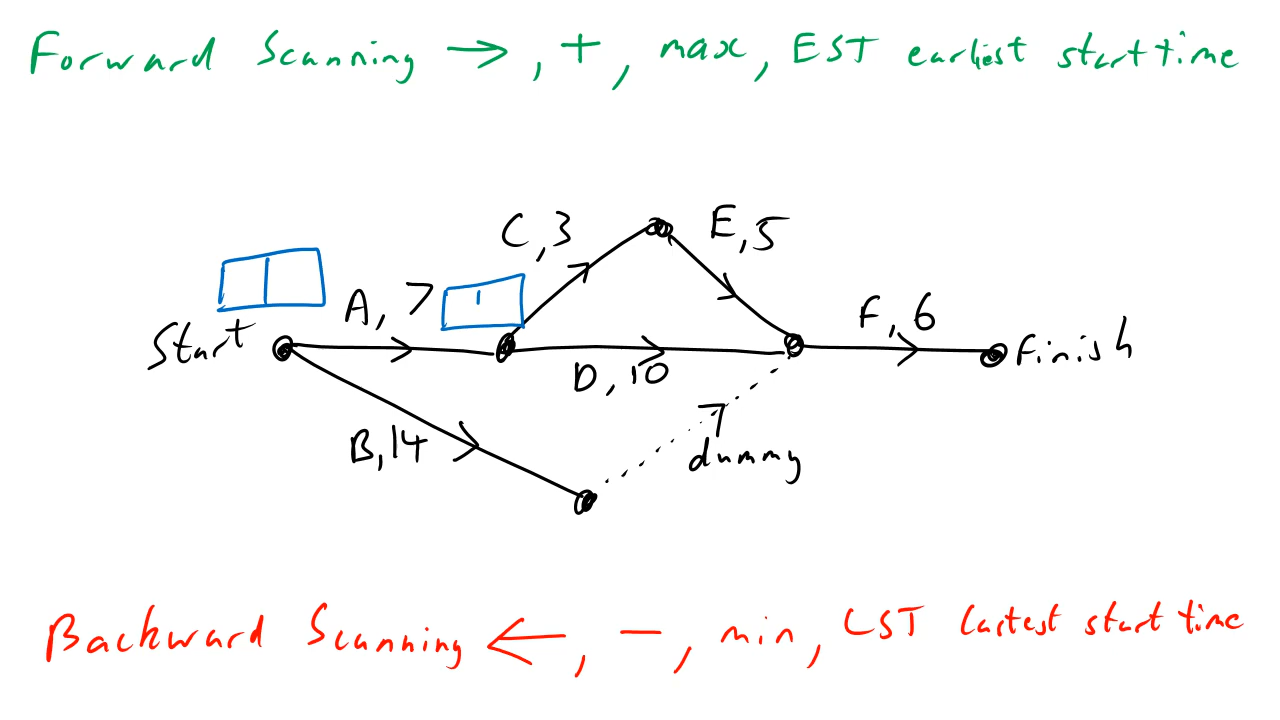 Forward Scanning →, +, max, EST earliest start time
C,3
E,5
A, 7
F, 6
Start
Finish
D,10
B,14
dummy
Backward Scanning ←, −, min, LST lastest start time